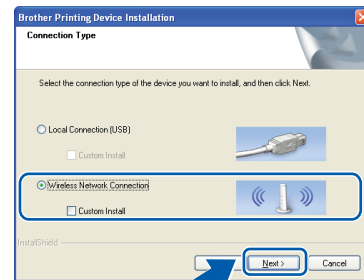 Brother Printing Device Installation
Connection Type
Select the connection type of the device you want to install, and then click Next.
Local Connection (USB)
Custom Install
Wireless Network Connection
Custom Install
InstallShield
Next >
Cancel